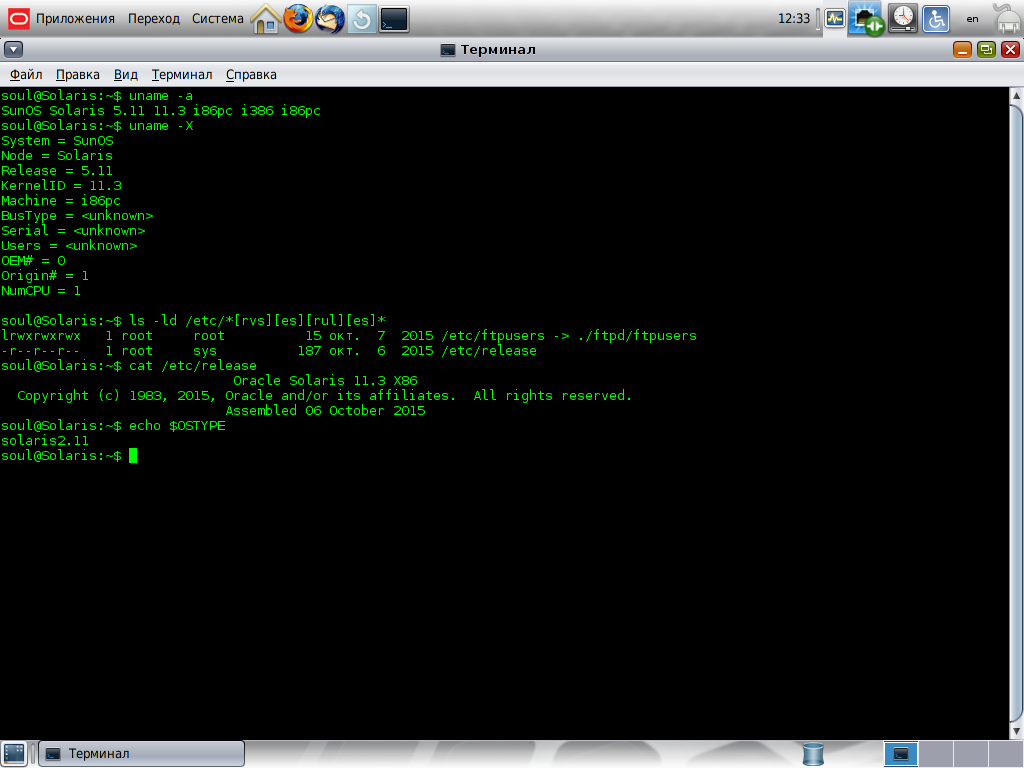 Приложения Переход Система 12:33 en
Терминал
Файл Правка Вид Терминал Справка
soul@Solaris:~$ uname -a
SunOS Solaris 5.11 11.3 i86pc i386 i86pc
soul@Solaris:~$ uname -X
System = SunOS
Node = Solaris
Release = 5.11
KernelID = 11.3
Machine = i86pc
BusType = <unknown>
Serial = <unknown>
Users = <unknown>
OEM# = 0
Origin# = 1
NumCPU = 1
soul@Solaris:~$ ls -ld /etc/*[rvs][es][rul][es]*
lrwxrwxrwx   1 root     root          15 окт.  7  2015 /etc/ftpusers -> ./ftpd/ftpusers
-r--r--r--   1 root     sys          187 окт.  6  2015 /etc/release
soul@Solaris:~$ cat /etc/release
Oracle Solaris 11.3 X86
Copyright (c) 1983, 2015, Oracle and/or its affiliates.  All rights reserved.
Assembled 06 October 2015
soul@Solaris:~$ echo $OSTYPE
solaris2.11
soul@Solaris:~$
Терминал